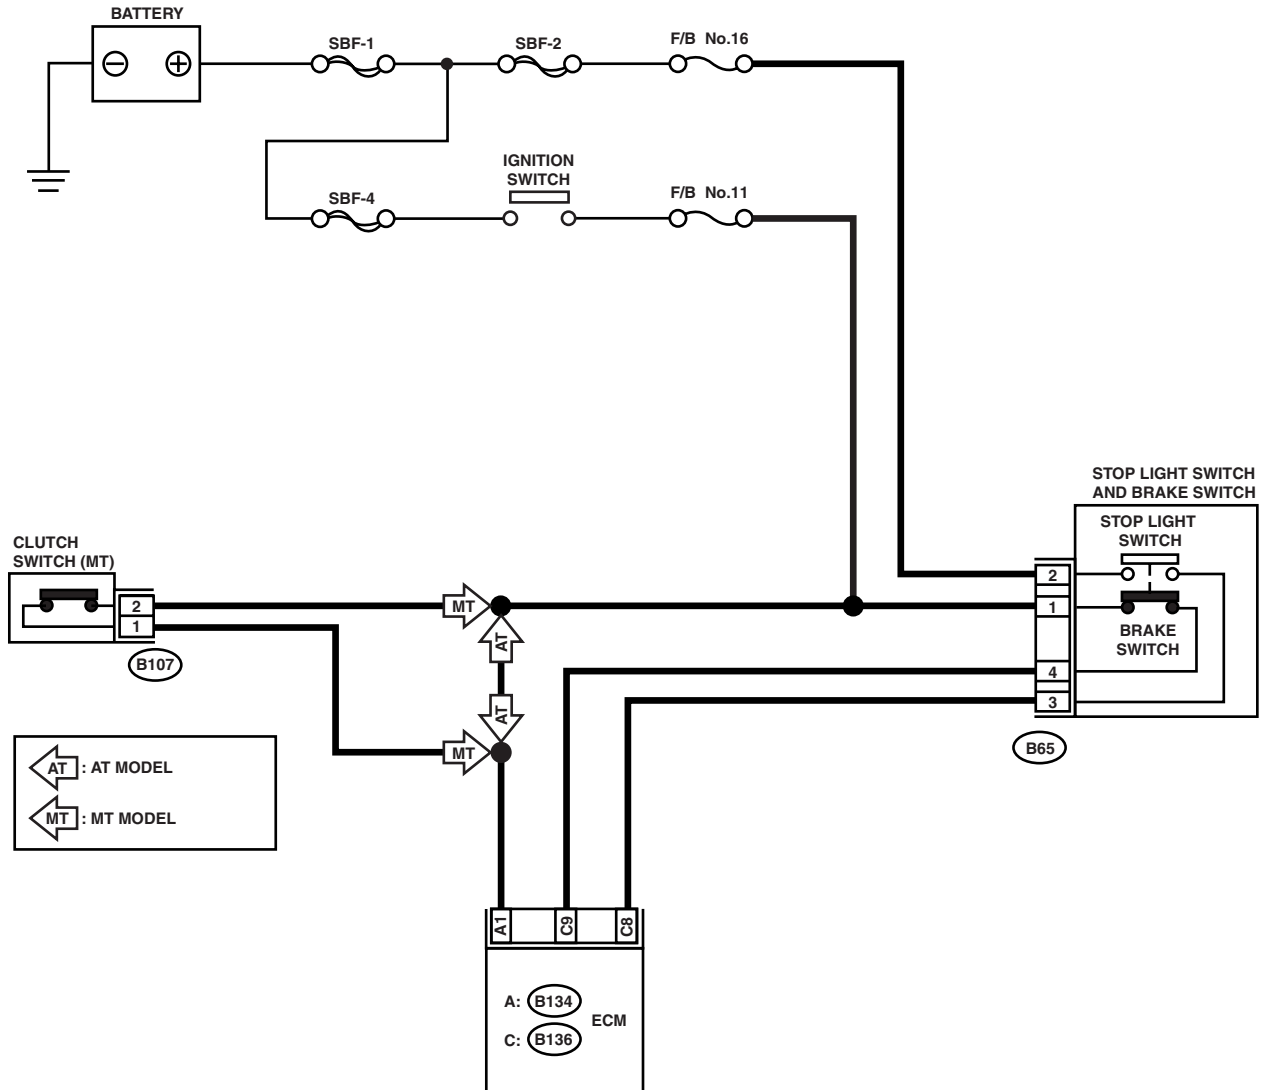 BATTERY
SBF-1
SBF-2
F/B No.16
IGNITION
SWITCH
SBF-4
F/B No.11
STOP LIGHT SWITCH
AND BRAKE SWITCH
STOP LIGHT
SWITCH
CLUTCH
SWITCH (MT)
2
1
BRAKE
SWITCH
4
3
B65
2
1
B107
MT
AT
AT
MT
AT : AT MODEL
MT : MT MODEL
A1
C9
C8
A: B134
ECM
C: B136